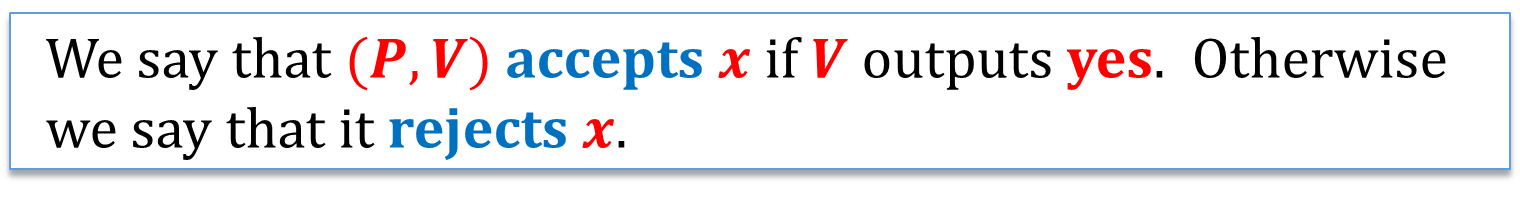 We say that (P, V) accepts x if V outputs yes. Otherwise
we say that it rejects x.